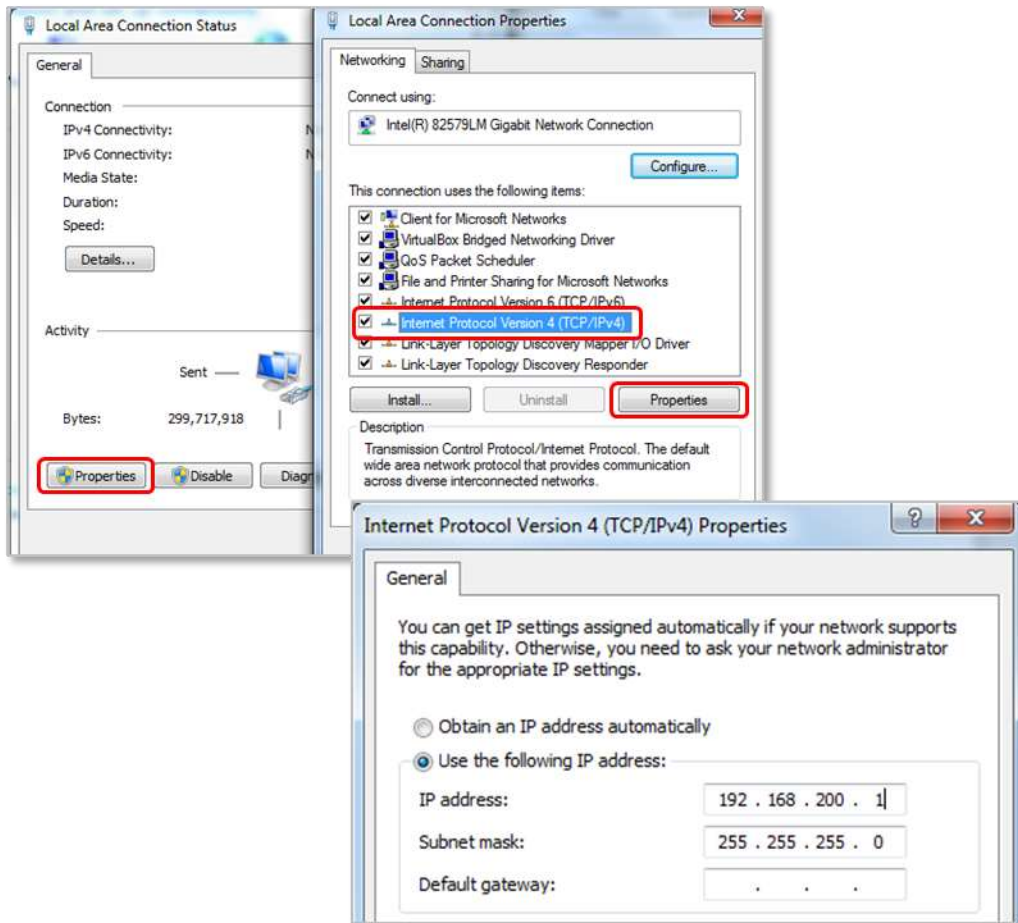 Local Area Connection Status
General
Connection
IPv4 Connectivity:
IPv6 Connectivity:
Media State:
Duration:
Speed:
Details...
Activity
Sent
Bytes: 299,717,918
Properties
Disable
Diagr
Local Area Connection Properties
Networking
Sharing
Connect using:
Intel(R) 82579LM Gigabit Network Connection
Configure...
This connection uses the following items:
Client for Microsoft Networks
VirtualBox Bridged Networking Driver
QoS Packet Scheduler
File and Printer Sharing for Microsoft Networks
Internet Protocol Version 6 (TCP/IPv6)
Internet Protocol Version 4 (TCP/IPv4)
Link-Layer Topology Discovery Mapper I/O Driver
Link-Layer Topology Discovery Responder
Install...
Uninstall
Properties
Description
Transmission Control Protocol/Internet Protocol. The default
wide area network protocol that provides communication
across diverse interconnected networks.
Internet Protocol Version 4 (TCP/IPv4) Properties
General
You can get IP settings assigned automatically if your network supports
this capability. Otherwise, you need to ask your network administrator
for the appropriate IP settings.
Obtain an IP address automatically
Use the following IP address:
IP address: 192 . 168 . 200 . 1
Subnet mask: 255 . 255 . 255 . 0
Default gateway: . . .